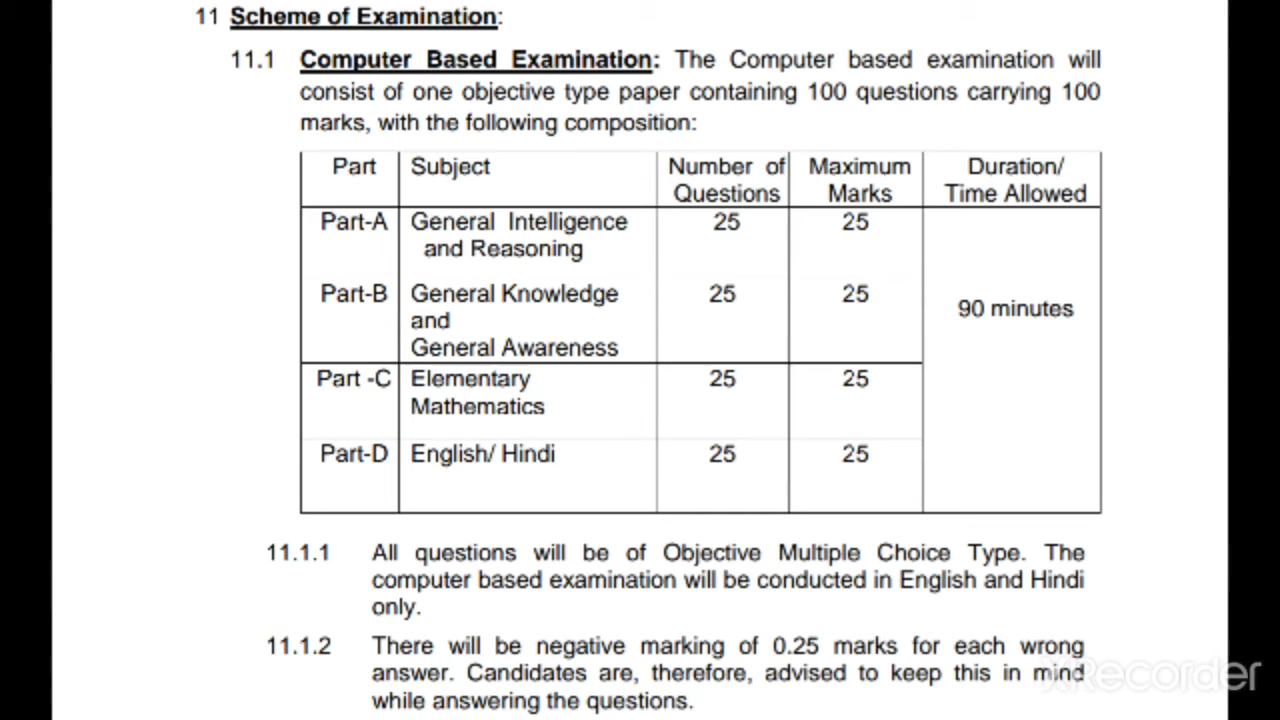 11 Scheme of Examination:
11.1 Computer Based Examination: The Computer based examination will
consist of one objective type paper containing 100 questions carrying 100
marks, with the following composition:
Part Subject Number of Questions Maximum Marks Duration/ Time Allowed
Part-A General Intelligence and Reasoning 25 25
Part-B General Knowledge and General Awareness 25 25
90 minutes
Part -C Elementary Mathematics 25 25
Part-D English/ Hindi 25 25
11.1.1 All questions will be of Objective Multiple Choice Type. The
computer based examination will be conducted in English and Hindi
only.
11.1.2 There will be negative marking of 0.25 marks for each wrong
answer. Candidates are, therefore, advised to keep this in mind
while answering the questions.
XRecorder